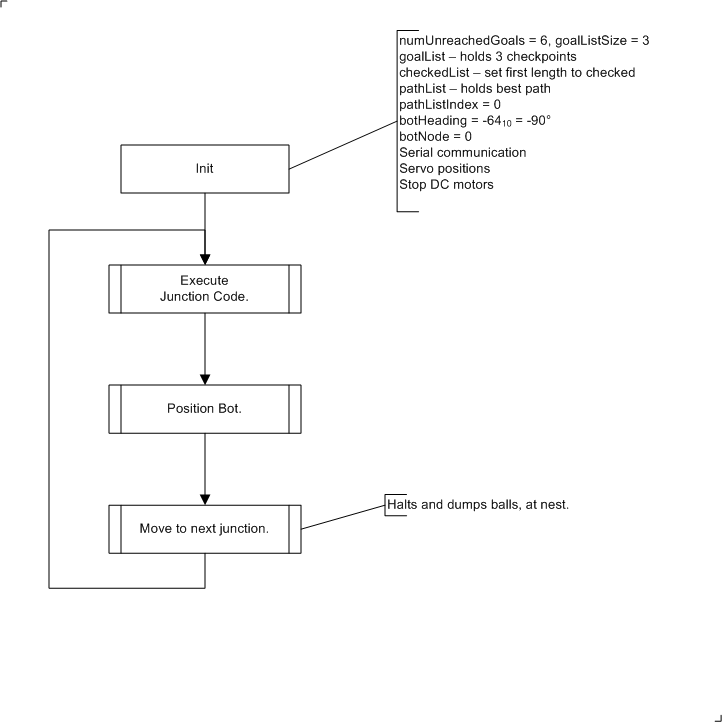 numUnreachedGoals = 6, goalListSize = 3
goalList – holds 3 checkpoints
checkedList – set first length to checked
pathList – holds best path
pathListIndex = 0
botHeading = -64₁₀ = -90°
botNode = 0
Serial communication
Servo positions
Stop DC motors
Init
Execute
Junction Code.
Position Bot.
Move to next junction.
Halts and dumps balls, at nest.